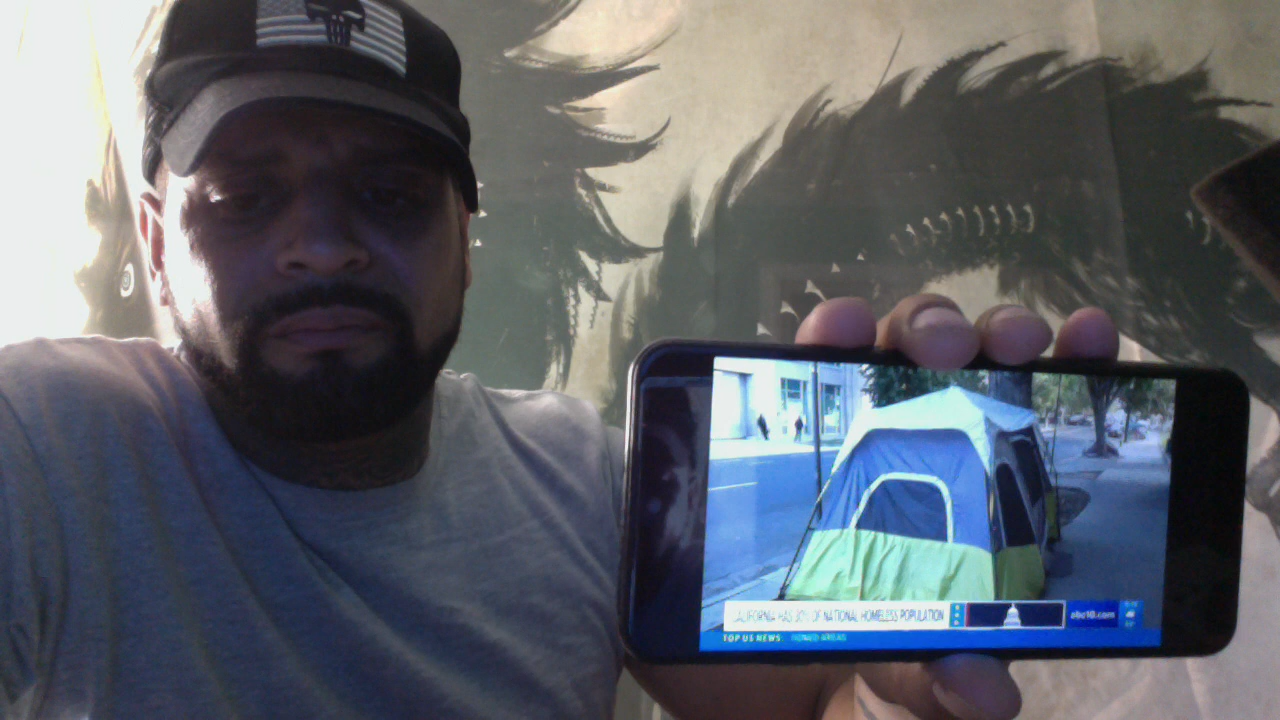 CALIFORNIA HAS 30% OF NATIONAL HOMELESS POPULATION
abc10.com
TOP US NEWS: